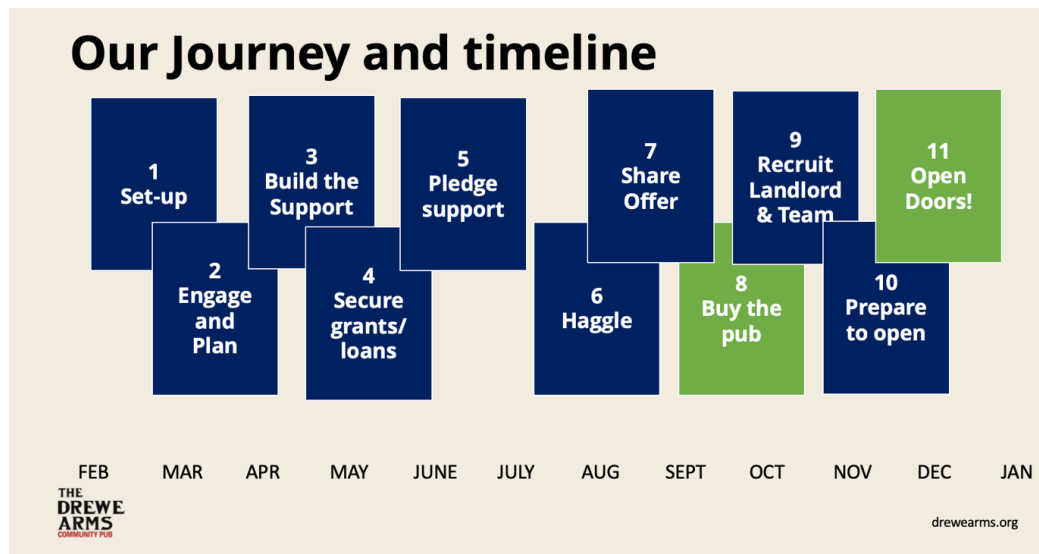 Our Journey and timeline
1
Set-up
2
Engage
and
Plan
3
Build the
Support
4
Secure
grants/
loans
5
Pledge
support
6
Haggle
7
Share
Offer
8
Buy the
pub
9
Recruit
Landlord
& Team
10
Prepare
to open
11
Open
Doors!
FEB MAR APR MAY JUNE JULY AUG SEPT OCT NOV DEC JAN
THE
DREWE
ARMS
COMMUNITY PUB
drewearms.org